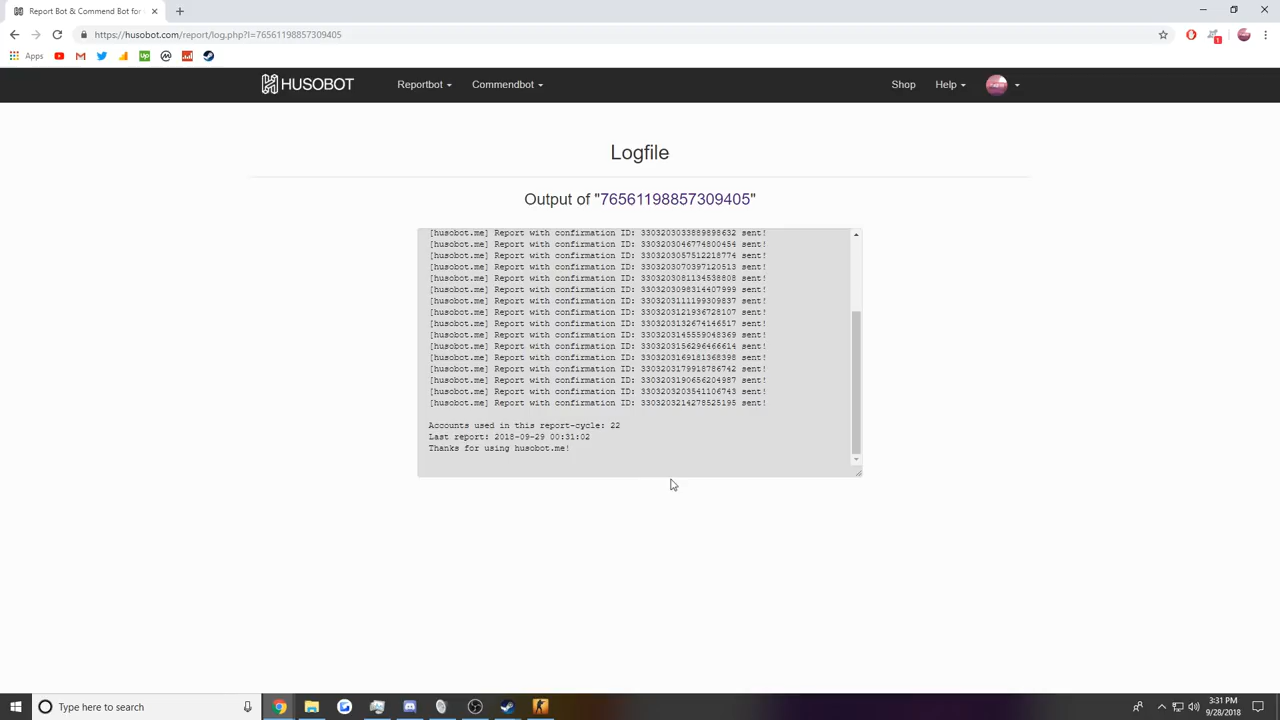 Report Bot & Commend Bot for
https://husobot.com/report/log.php?l=76561198857309405
Apps
Up
1
HUSOBOT
Reportbot
Commendbot
Shop
Help
Logfile
Output of "76561198857309405"
[husobot.me] Report with confirmation ID: 3303203033889898632 sent!
[husobot.me] Report with confirmation ID: 3303203046774800454 sent!
[husobot.me] Report with confirmation ID: 3303203057512218774 sent!
[husobot.me] Report with confirmation ID: 3303203070397120513 sent!
[husobot.me] Report with confirmation ID: 3303203081134538808 sent!
[husobot.me] Report with confirmation ID: 3303203098314407999 sent!
[husobot.me] Report with confirmation ID: 3303203111199309837 sent!
[husobot.me] Report with confirmation ID: 3303203121936728107 sent!
[husobot.me] Report with confirmation ID: 3303203132674146517 sent!
[husobot.me] Report with confirmation ID: 3303203145559048369 sent!
[husobot.me] Report with confirmation ID: 3303203156296466614 sent!
[husobot.me] Report with confirmation ID: 3303203169181368398 sent!
[husobot.me] Report with confirmation ID: 3303203179918786742 sent!
[husobot.me] Report with confirmation ID: 3303203190656204987 sent!
[husobot.me] Report with confirmation ID: 3303203203541106743 sent!
[husobot.me] Report with confirmation ID: 3303203214278525195 sent!
Accounts used in this report-cycle: 22
Last report: 2018-09-29 00:31:02
Thanks for using husobot.me!
Type here to search
3:31 PM
9/28/2018